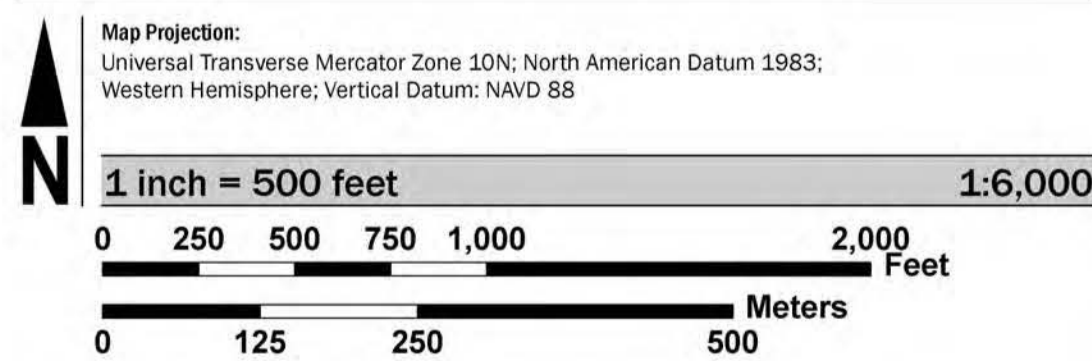 Map Projection:
Universal Transverse Mercator Zone 10N; North American Datum 1983;
Western Hemisphere; Vertical Datum: NAVD 88
N
1 inch = 500 feet 1:6,000
0 250 500 750 1,000 2,000
Feet
Meters
0 125 250 500